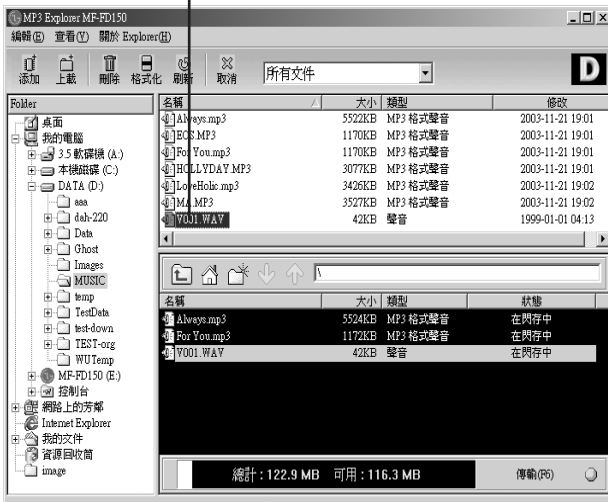 MP3 Explorer MF-FD150
編輯(E) 查看(V) 關於 Explorer(H)
添加 上載 刪除 格式化 刷新 取消 所有文件 D
Folder
桌面
我的電腦
3.5 軟碟機 (A:)
本機磁碟 (C:)
DATA (D:)
aaa
dah-220
Data
Ghost
Images
MUSIC
temp
TestData
test-down
TEST-org
WUTemp
MF-FD150 (E:)
控制台
網路上的芳鄰
Internet Explorer
我的文件
資源回收筒
image
名稱 大小 類型 修改
Always.mp3 5522KB MP3 格式聲音 2003-11-21 19:01
EOS.MP3 1170KB MP3 格式聲音 2003-11-21 19:01
For You.mp3 1170KB MP3 格式聲音 2003-11-21 19:01
HOLLYDAY.MP3 3077KB MP3 格式聲音 2003-11-21 19:01
LoveHolic.mp3 3426KB MP3 格式聲音 2003-11-21 19:02
MA.MP3 3527KB MP3 格式聲音 2003-11-21 19:02
V001.WAV 42KB 聲音 1999-01-01 04:13
\
名稱 大小 類型 狀態
Always.mp3 5524KB MP3 格式聲音 在閃存中
For You.mp3 1172KB MP3 格式聲音 在閃存中
V001.WAV 42KB 聲音 在閃存中
總計 : 122.9 MB 可用 : 116.3 MB 傳輸(F6)